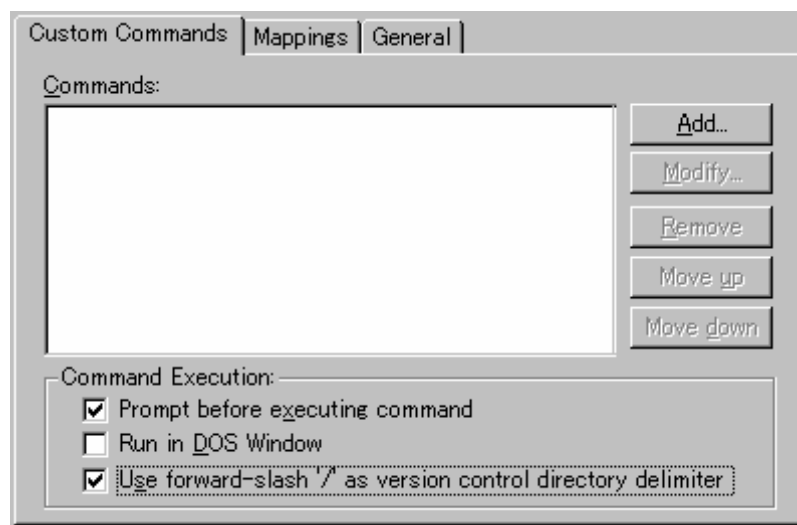 Custom Commands Mappings General
Commands:
Add...
Modify...
Remove
Move up
Move down
Command Execution:
Prompt before executing command
Run in DOS Window
Use forward-slash '/' as version control directory delimiter